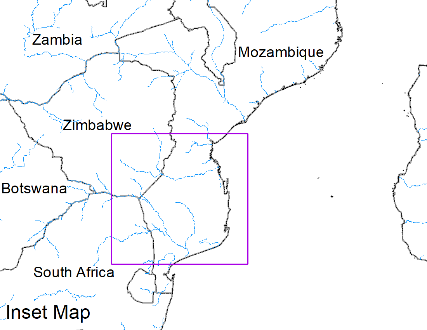 Zambia
Mozambique
Zimbabwe
Botswana
South Africa
Inset Map